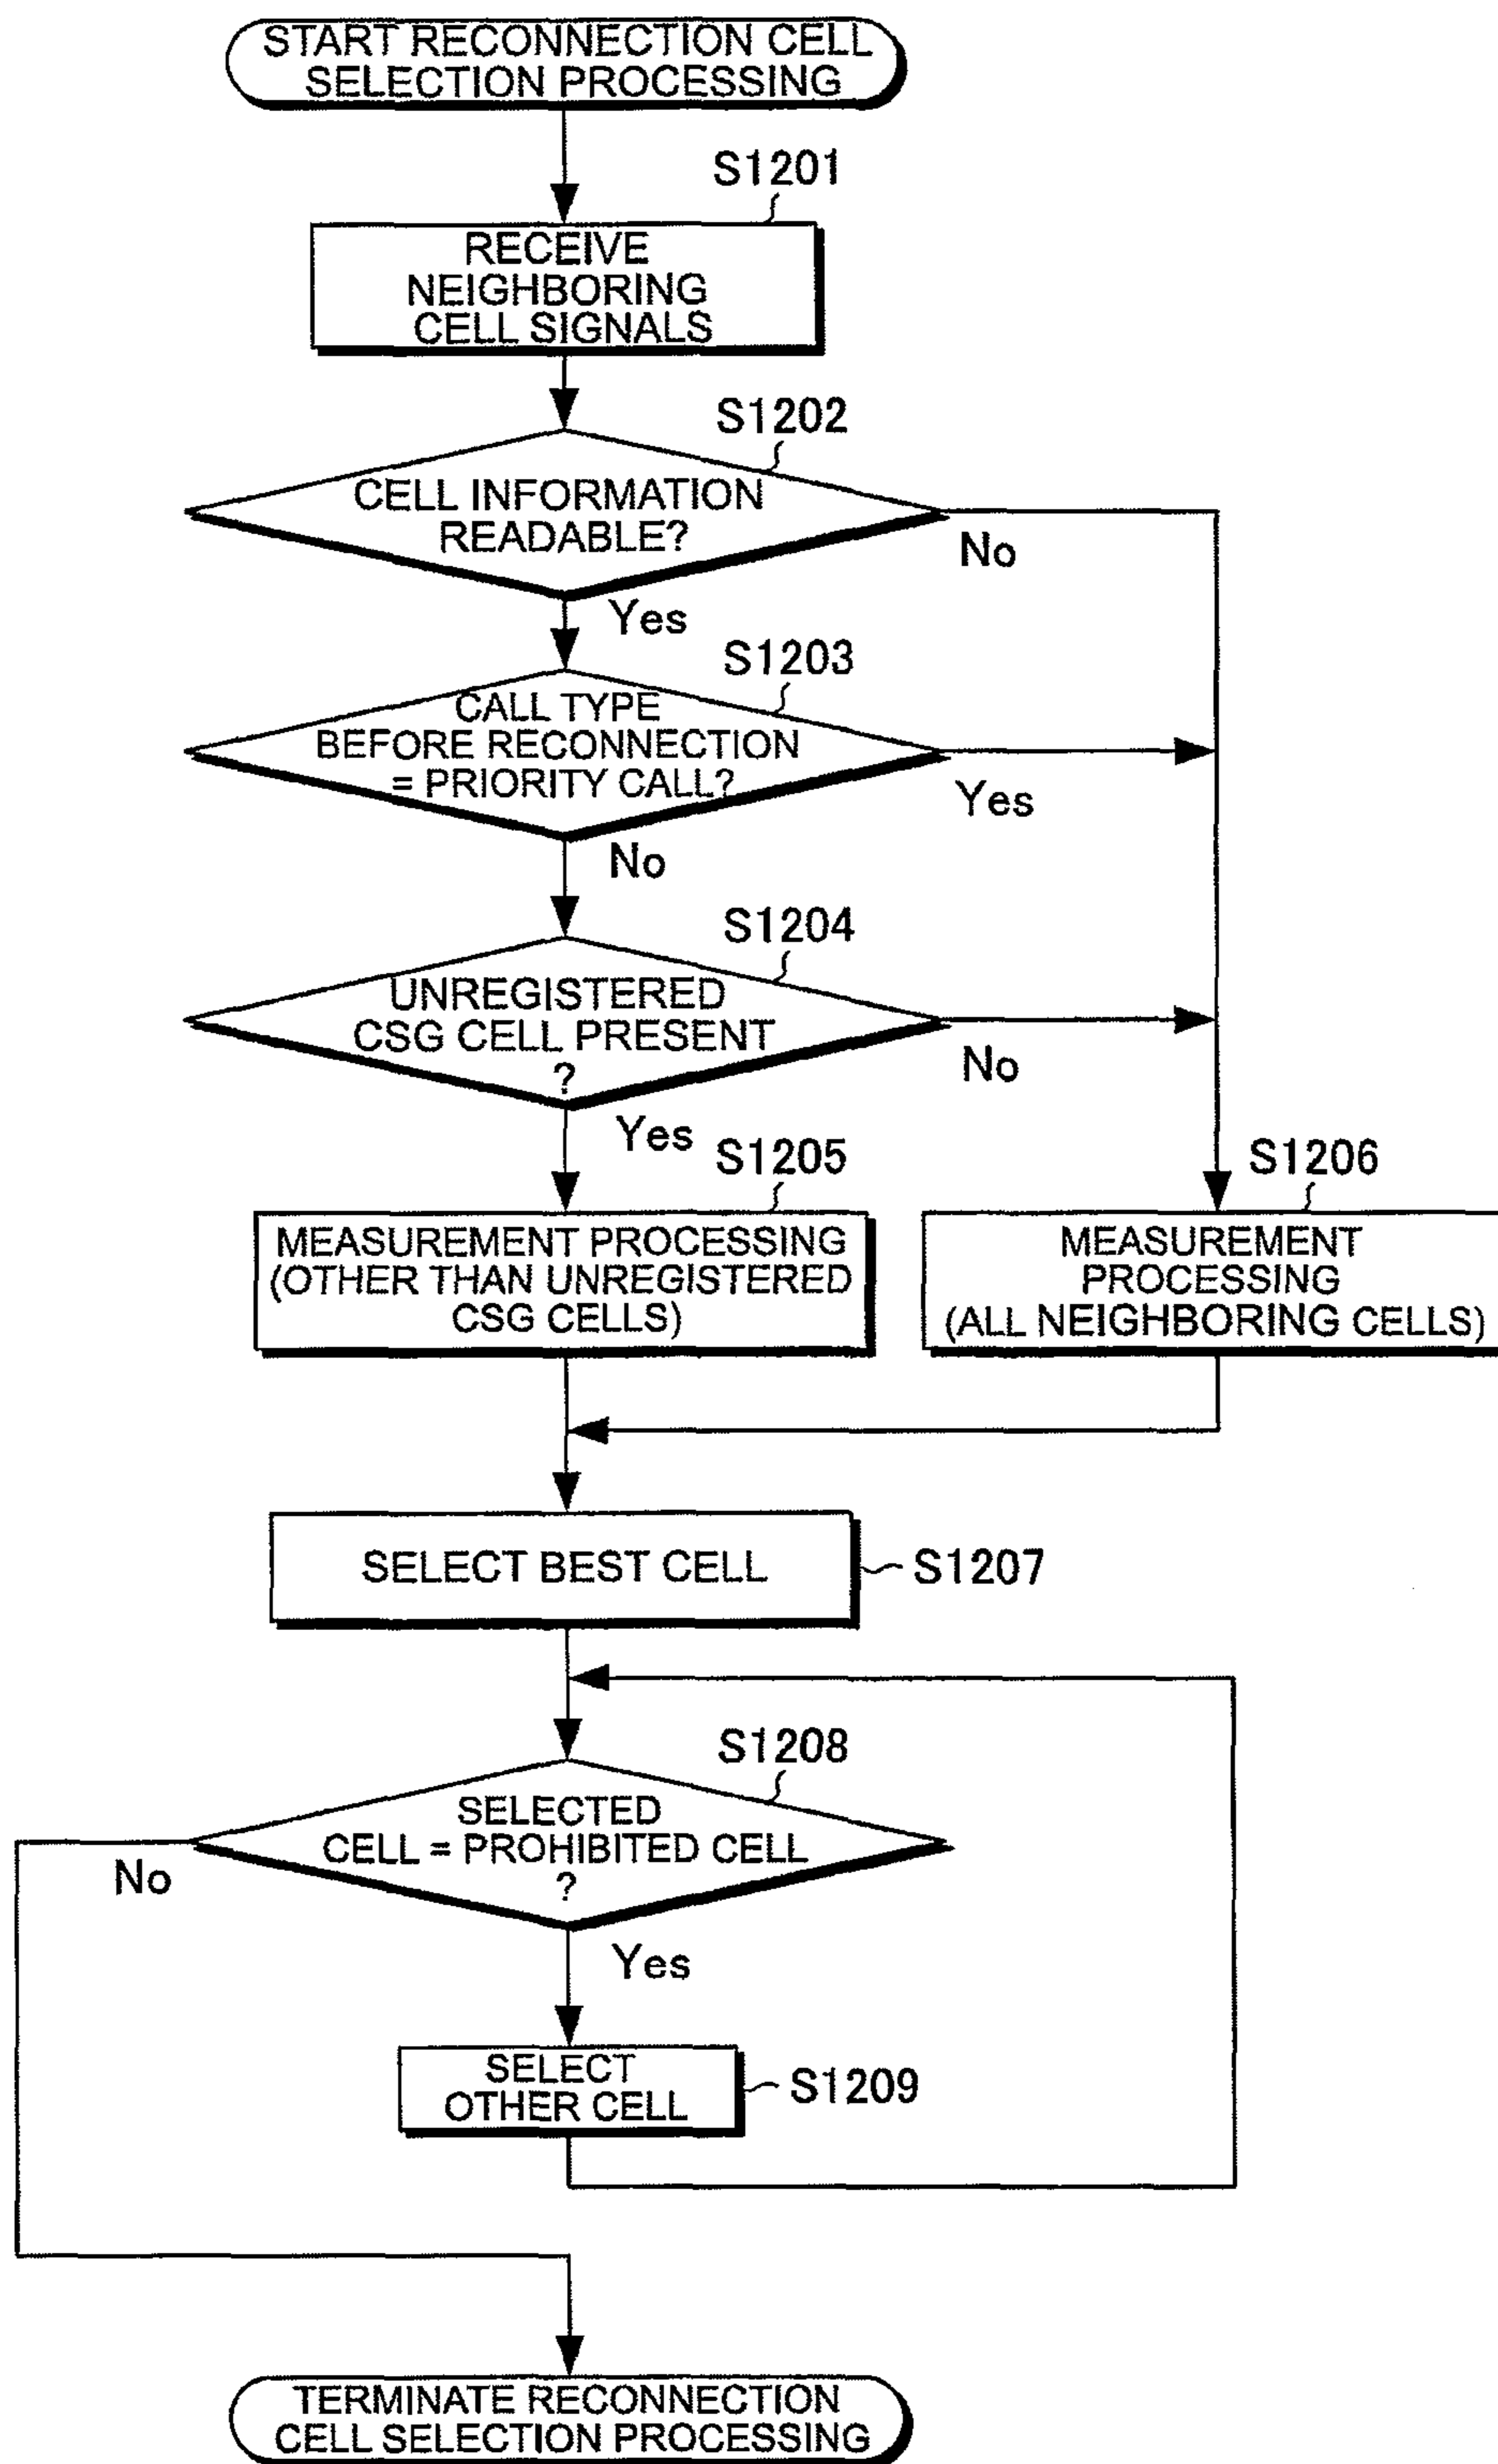 START RECONNECTION CELL
SELECTION PROCESSING
S1201
RECEIVE
NEIGHBORING
CELL SIGNALS
S1202
CELL INFORMATION
READABLE?
No
Yes
S1203
CALL TYPE
BEFORE RECONNECTION
= PRIORITY CALL?
Yes
No
S1204
UNREGISTERED
CSG CELL PRESENT
?
No
Yes
S1205
MEASUREMENT PROCESSING
(OTHER THAN UNREGISTERED
CSG CELLS)
S1206
MEASUREMENT
PROCESSING
(ALL NEIGHBORING CELLS)
SELECT BEST CELL
S1207
S1208
SELECTED
CELL = PROHIBITED CELL
?
No
Yes
SELECT
OTHER CELL
S1209
TERMINATE RECONNECTION
CELL SELECTION PROCESSING